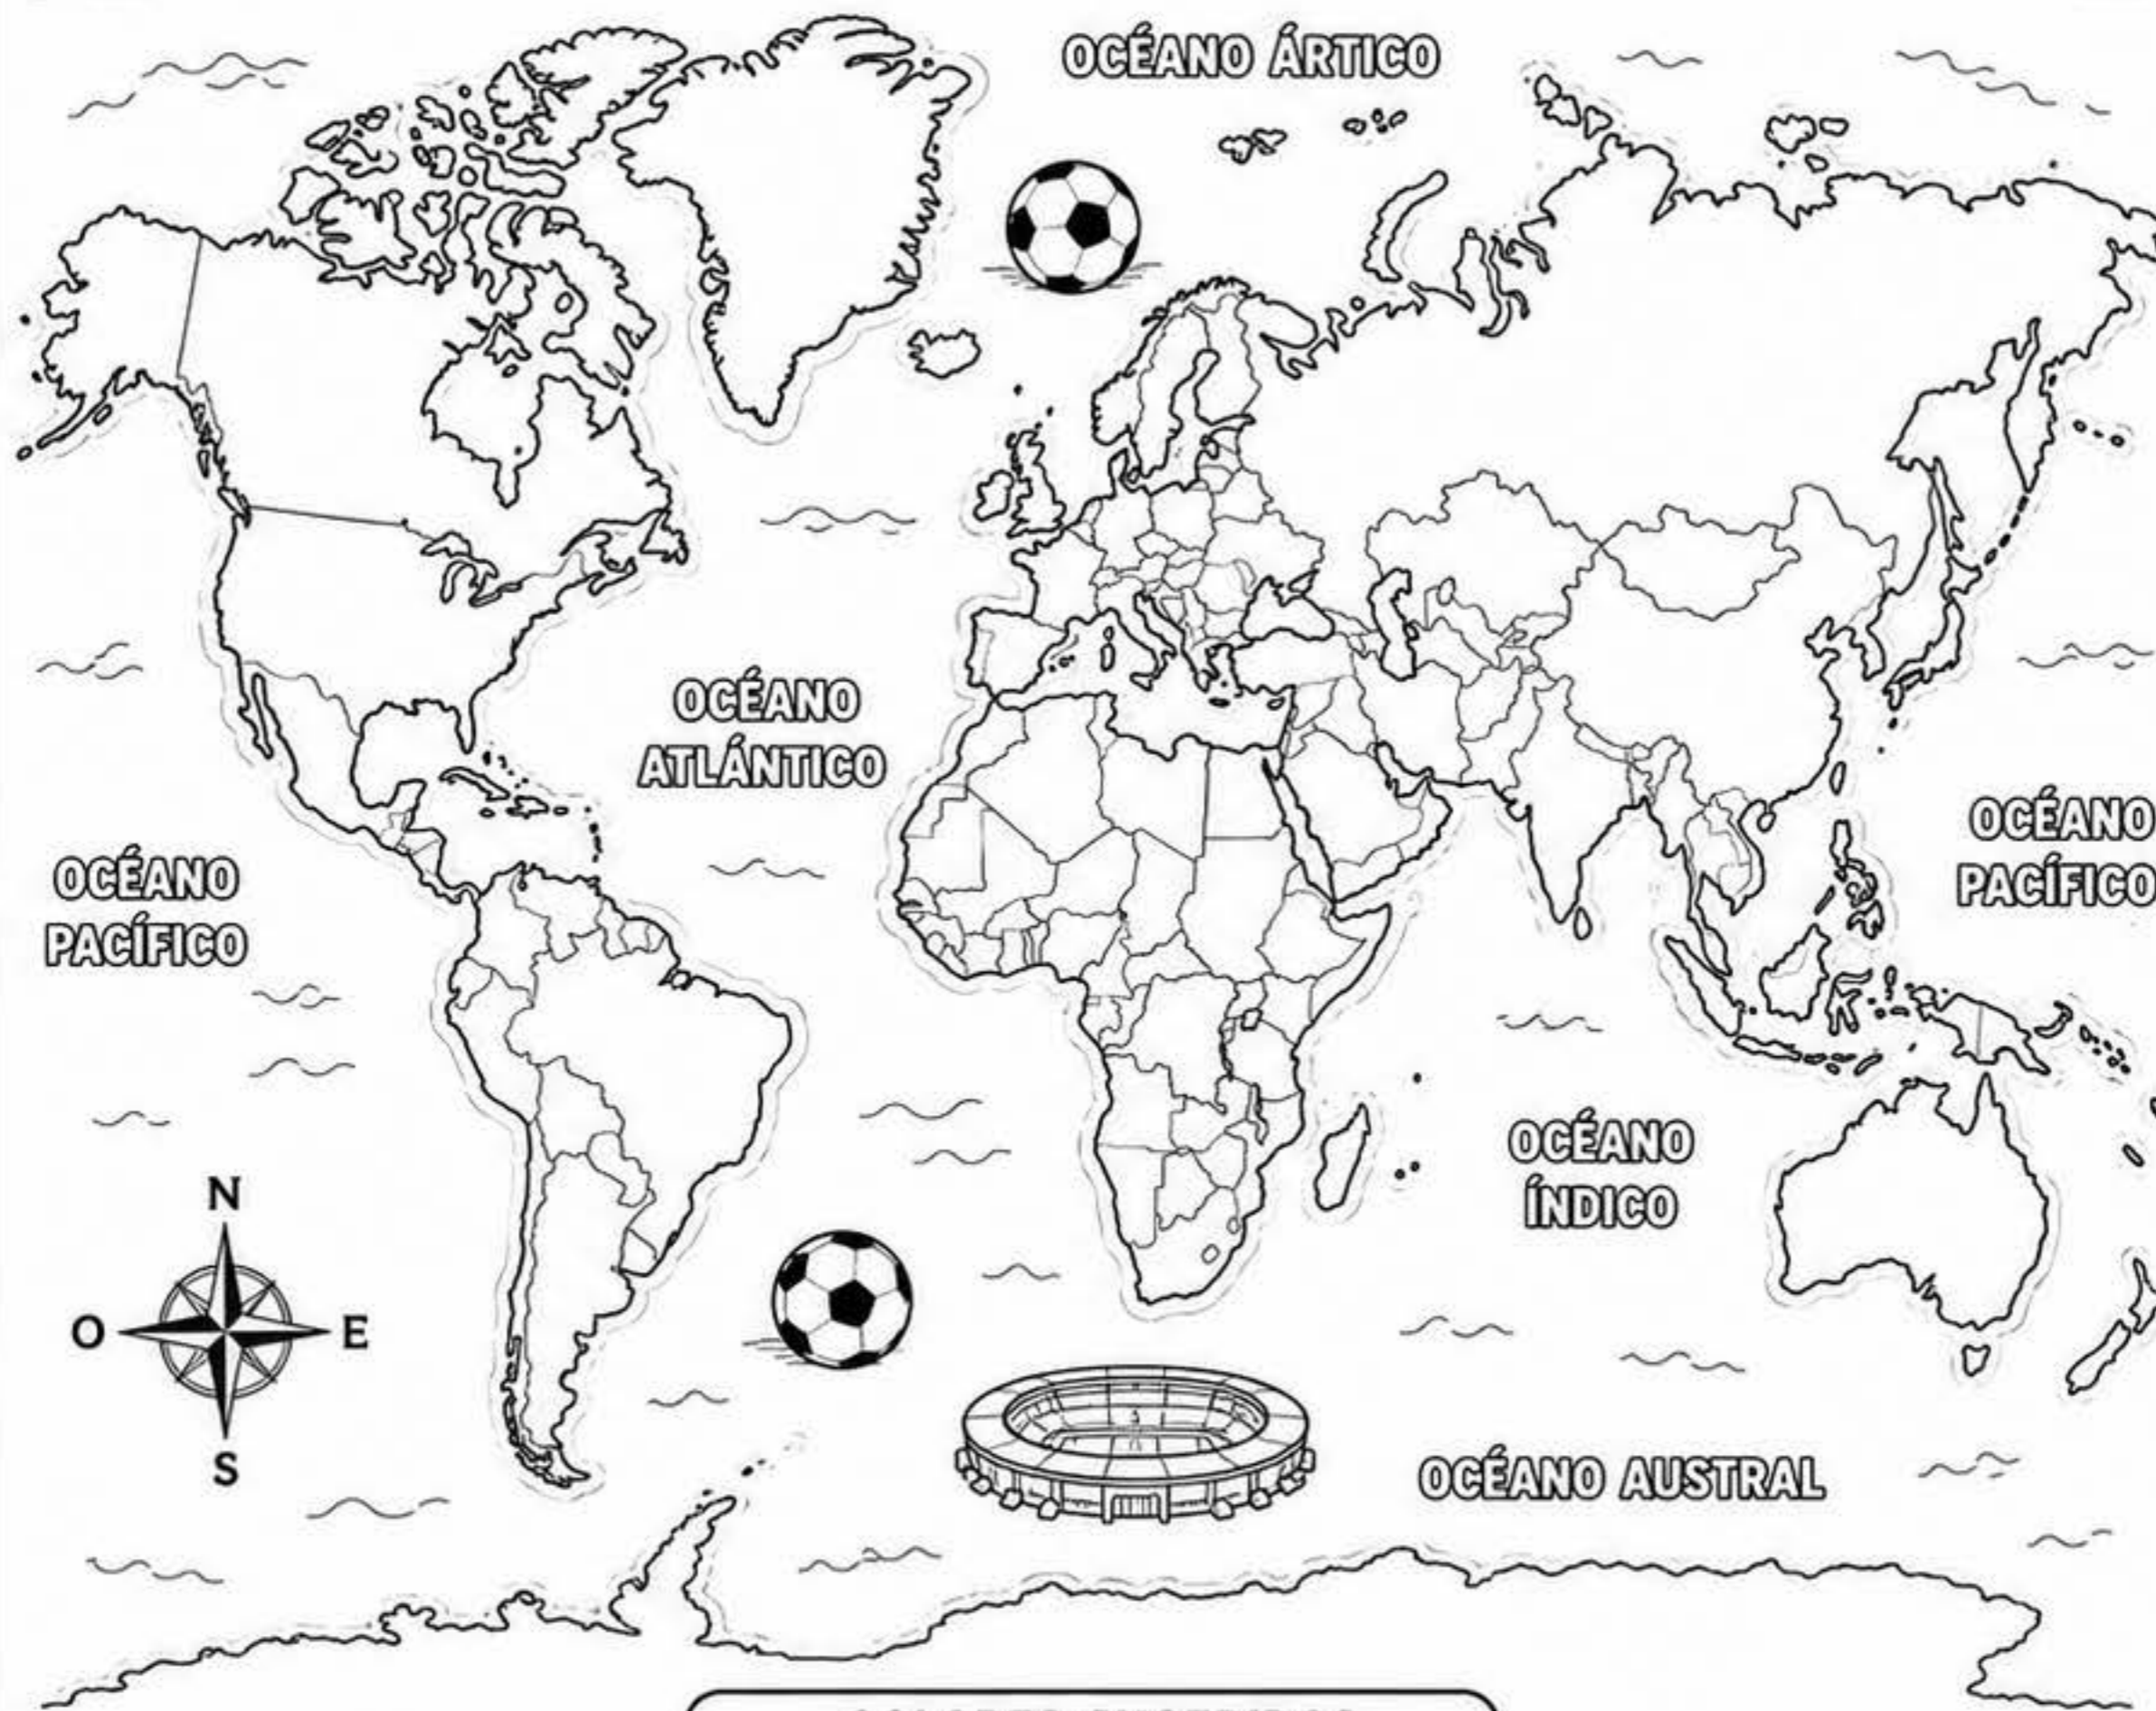 OCÉANO ÁRTICO
OCÉANO
ATLÁNTICO
OCÉANO
PACÍFICO
OCÉANO
PACÍFICO
OCÉANO
ÍNDICO
N
O
E
S
OCÉANO AUSTRAL